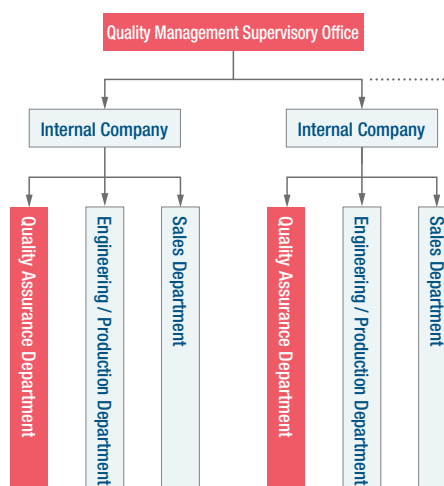 Quality Management Supervisory Office
Internal Company
Internal Company
Quality Assurance Department
Engineering / Production Department
Sales Department
Quality Assurance Department
Engineering / Production Department
Sales Department